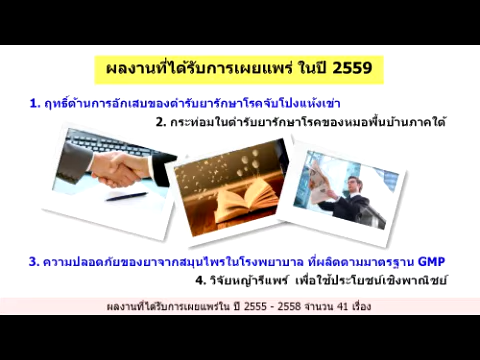 ผลงานที่ได้รับการเผยแพร่ ในปี 2559
1. ฤทธิ์ต้านการอักเสบของตำรับยารักษาโรคจับโปงแห้งเข่า
2. กระท่อมในตำรับยารักษาโรคของหมอพื้นบ้านภาคใต้
3. ความปลอดภัยของยาจากสมุนไพรในโรงพยาบาล ที่ผลิตตามมาตรฐาน GMP
4. วิจัยหญ้ารีแพร์ เพื่อใช้ประโยชน์เชิงพาณิชย์
ผลงานที่ได้รับการเผยแพร่ใน ปี 2555 - 2558 จำนวน 41 เรื่อง